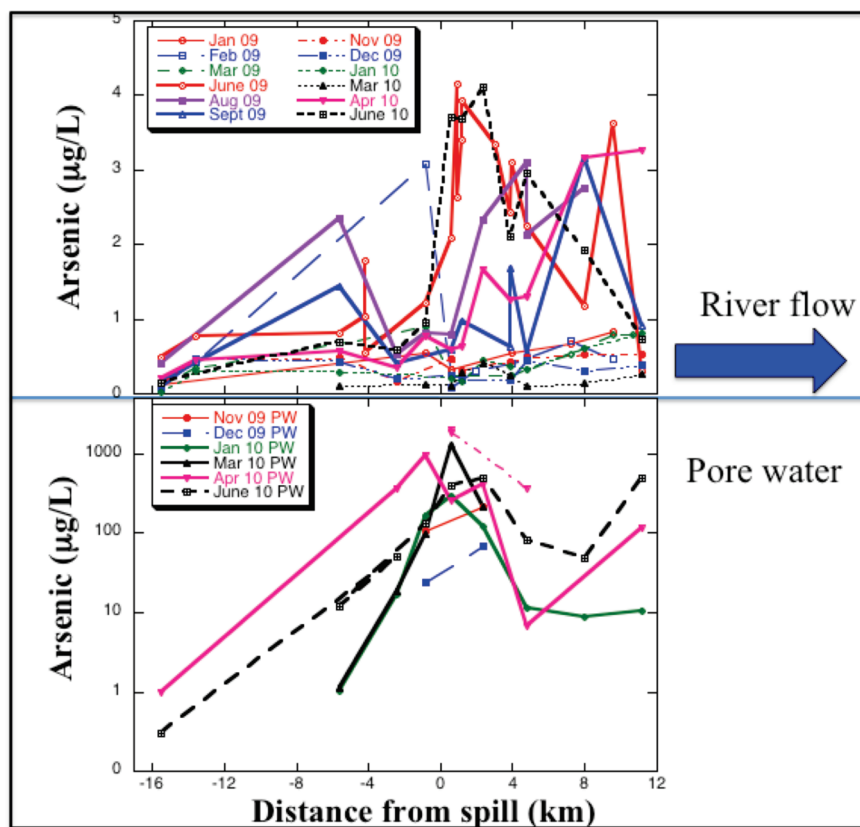 5
4
3
2
1
0
Arsenic (µg/L)
Jan 09
Feb 09
Mar 09
June 09
Aug 09
Sept 09
Nov 09
Dec 09
Jan 10
Mar 10
Apr 10
June 10
River flow
1000
100
10
1
0
Arsenic (µg/L)
Nov 09 PW
Dec 09 PW
Jan 10 PW
Mar 10 PW
Apr 10 PW
June 10 PW
Pore water
-16 -12 -8 -4 0 4 8 12
Distance from spill (km)